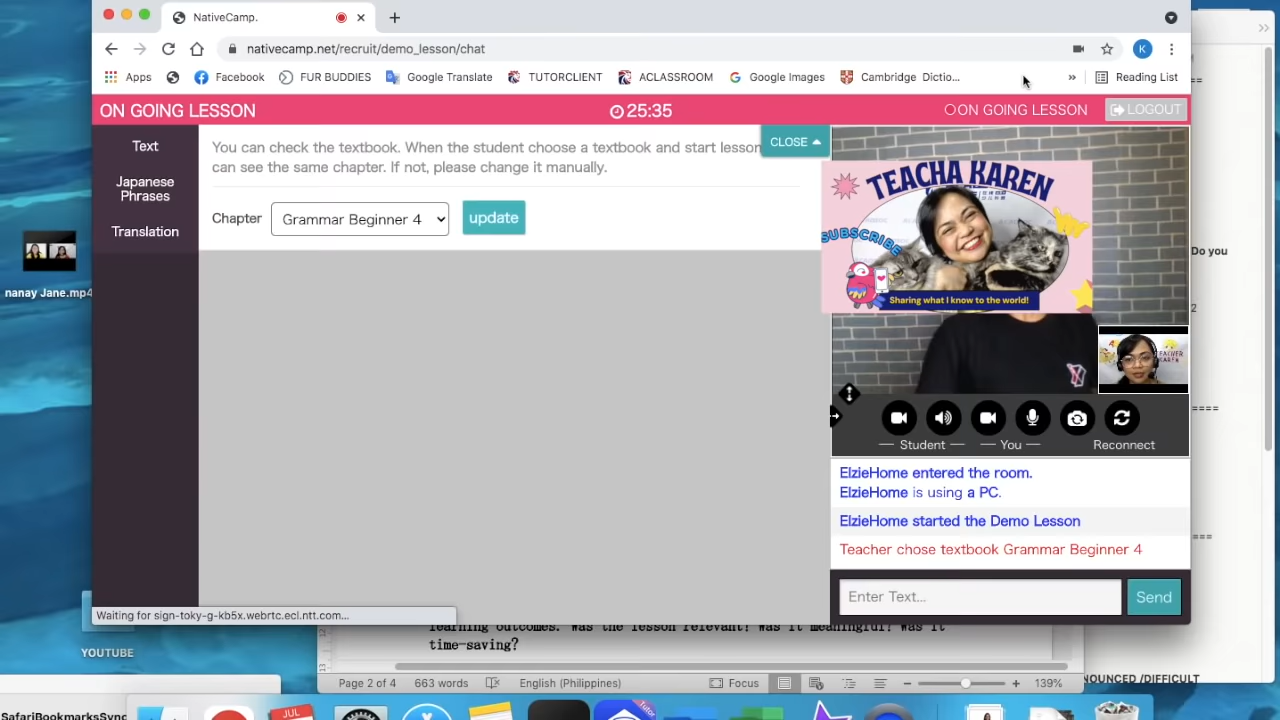 NativeCamp.
nativecamp.net/recruit/demo_lesson/chat
K
Apps
Facebook
FUR BUDDIES
Google Translate
TUTORCLIENT
ACLASSROOM
Google Images
Cambridge Dictio...
»
Reading List
ON GOING LESSON
25:35
ON GOING LESSON
LOGOUT
Text
Japanese
Phrases
Translation
You can check the textbook. When the student choose a textbook and start lesson
can see the same chapter. If not, please change it manually.
CLOSE
Chapter
Grammar Beginner 4
update
TEACHA KAREN
SUBSCRIBE
Sharing what I know to the world!
TEACHER
KAREN
Student
You
Reconnect
ElzieHome entered the room.
ElzieHome is using a PC.
ElzieHome started the Demo Lesson
Teacher chose textbook Grammar Beginner 4
Enter Text...
Send
Waiting for sign-toky-g-kb5x.webrtc.ecl.ntt.com...
nanay Jane.mp4
Do you
2
====
===
YOUTUBE
learning outcomes. Was the lesson relevant? Was it meaningful? Was it
time-saving?
Page 2 of 4
663 words
English (Philippines)
Focus
139%
NOUNCED /DIFFICULT
SafariBookmarksSync
JUL
Tutor